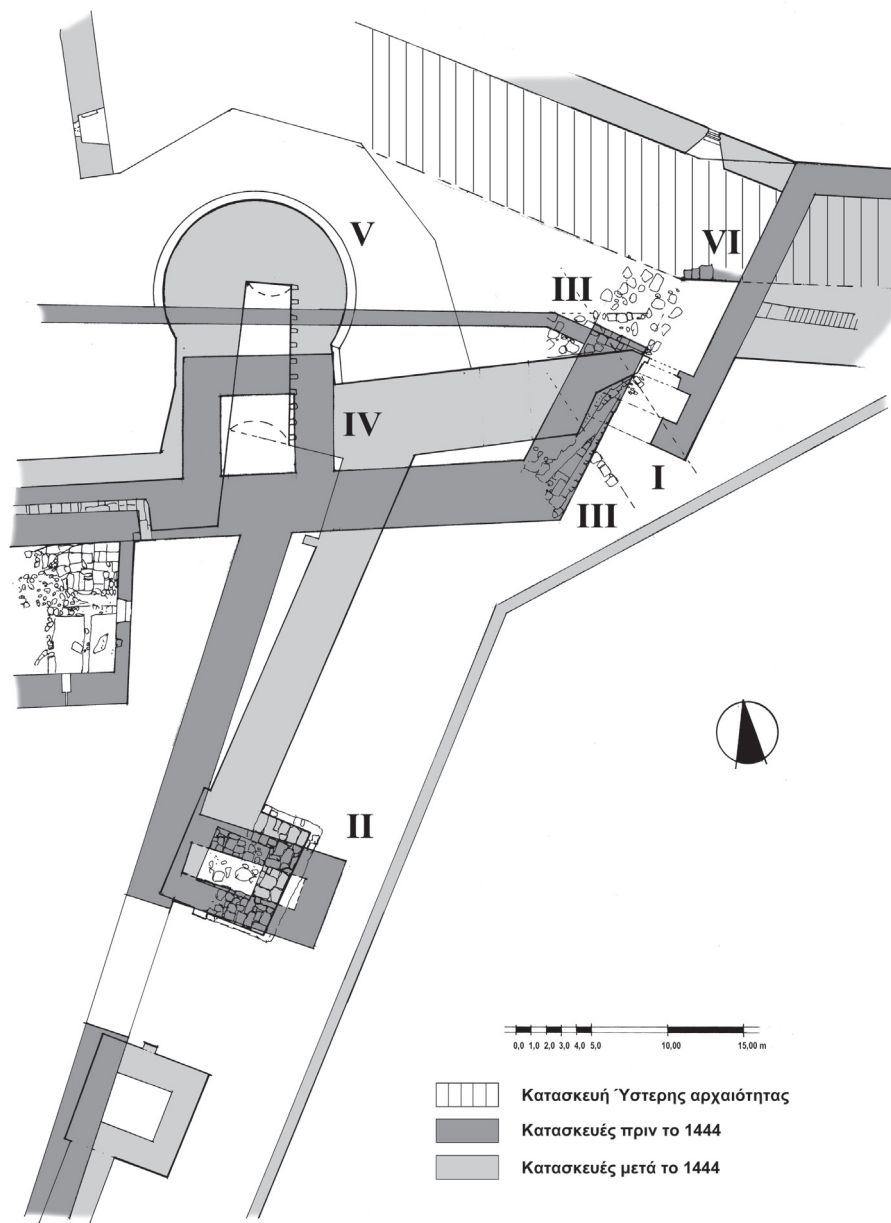 V
VI
III
IV
I
III
II
0,0 1,0 2,0 3,0 4,0 5,0 10,00 15,00 m
Κατασκευή Ύστερης αρχαιότητας
Κατασκευές πριν το 1444
Κατασκευές μετά το 1444